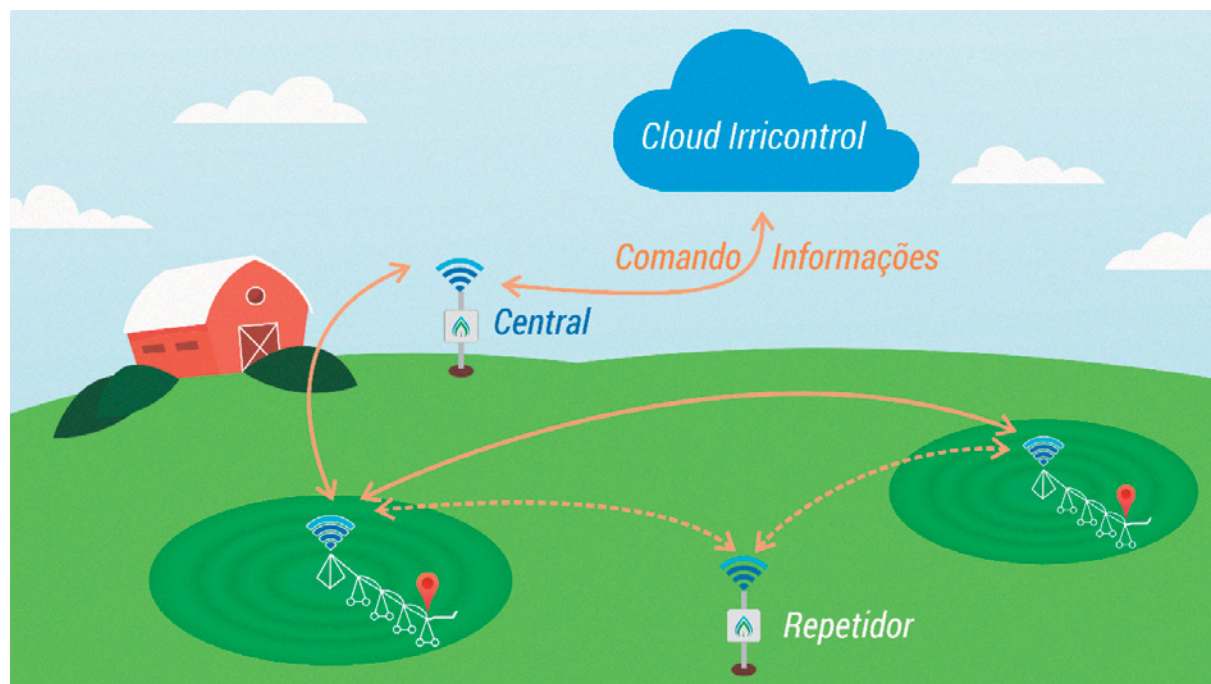 Cloud Irricontrol
Comando Informações
Central
Repetidor